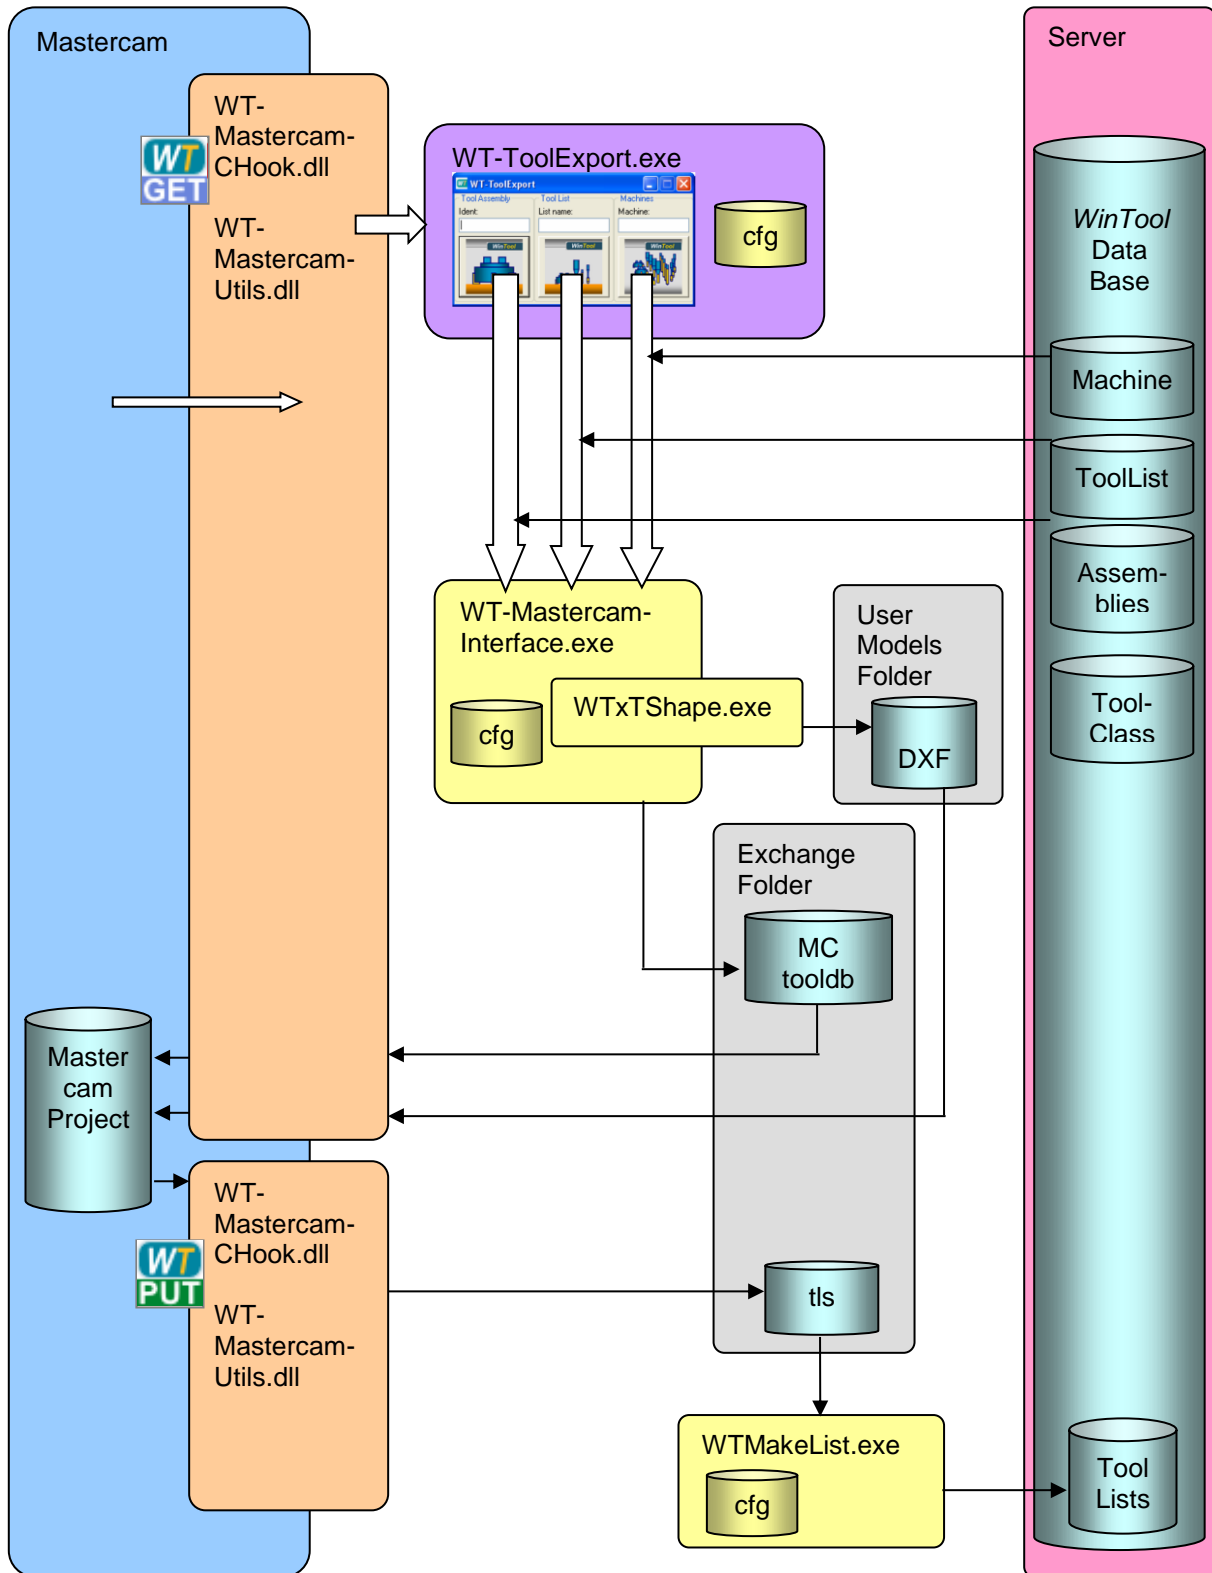 Mastercam
WT-
Mastercam-
CHook.dll
WT
GET
WT-
Mastercam-
Utils.dll
WT-ToolExport.exe
WT-ToolExport
Tool Assembly
Tool List
Machines
Ident:
List name:
Machine:
WinTool
WinTool
WinTool
cfg
Server
WinTool
Data
Base
Machine
ToolList
Assem-
blies
Tool-
Class
WT-Mastercam-
Interface.exe
cfg
WTxTShape.exe
User
Models
Folder
DXF
Exchange
Folder
MC
tooldb
Master
cam
Project
WT-
Mastercam-
CHook.dll
WT
PUT
WT-
Mastercam-
Utils.dll
tls
WTMakeList.exe
cfg
Tool
Lists